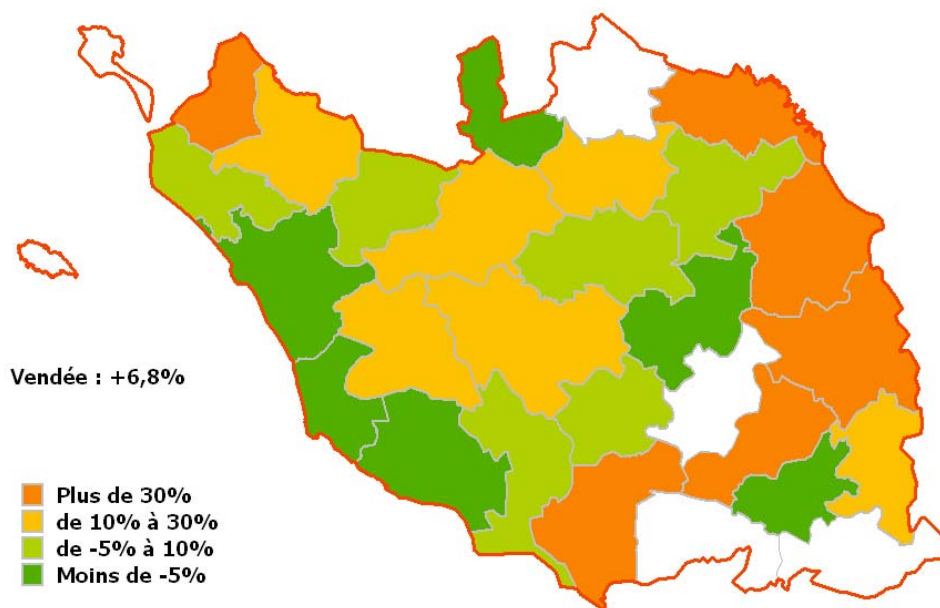 Vendée : +6,8%
Plus de 30%
de 10% à 30%
de -5% à 10%
Moins de -5%